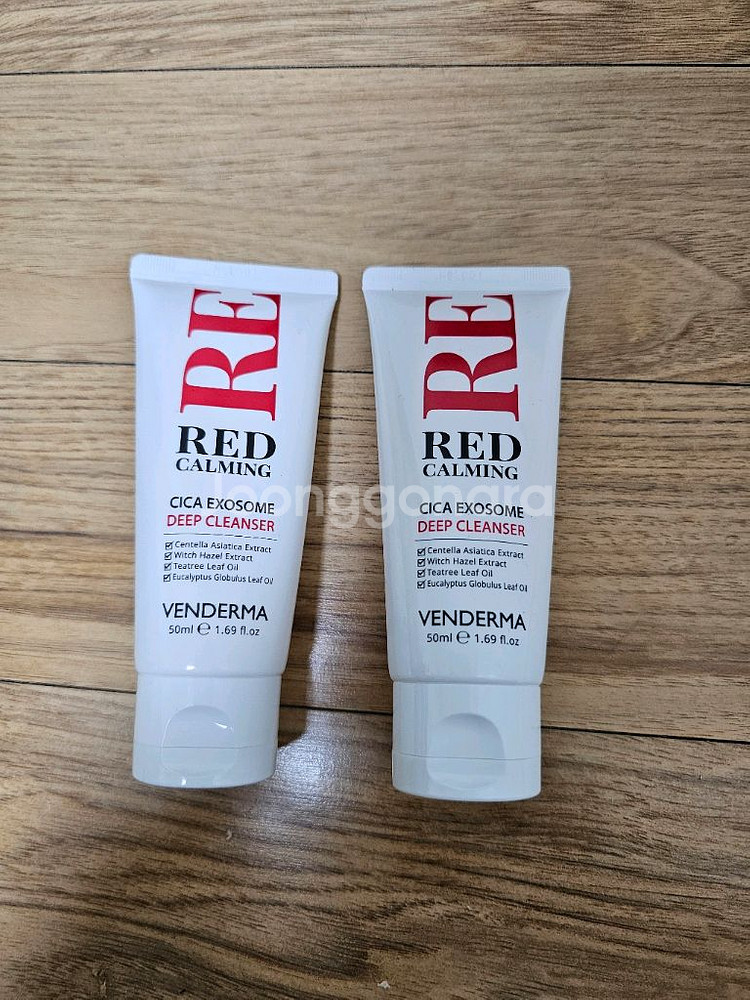 RE
RED
CALMING
CICA EXOSOME
DEEP CLEANSER
Centella Asiatica Extract
Witch Hazel Extract
Teatree Leaf Oil
Eucalyptus Globulus Leaf Oil
VENDERMA
50ml ℮ 1.69 fl.oz
RE
RED
CALMING
CICA EXOSOME
DEEP CLEANSER
Centella Asiatica Extract
Witch Hazel Extract
Teatree Leaf Oil
Eucalyptus Globulus Leaf Oil
VENDERMA
50ml ℮ 1.69 fl.oz
joonggonara